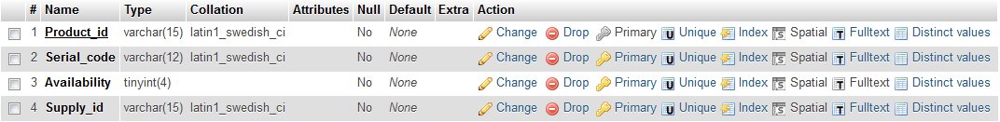 # Name Type Collation Attributes Null Default Extra Action
1 Product_id varchar(15) latin1_swedish_ci No None Change Drop Primary Unique Index Spatial Fulltext Distinct values
2 Serial_code varchar(12) latin1_swedish_ci No None Change Drop Primary Unique Index Spatial Fulltext Distinct values
3 Availability tinyint(4) No None Change Drop Primary Unique Index Spatial Fulltext Distinct values
4 Supply_id varchar(15) latin1_swedish_ci No None Change Drop Primary Unique Index Spatial Fulltext Distinct values